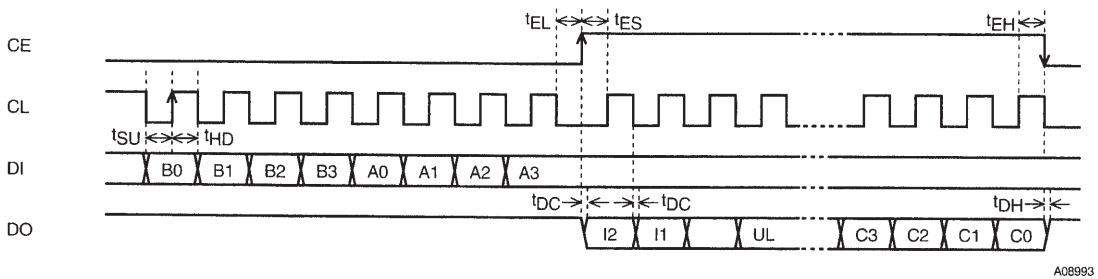 tEL tES tEH
CE
CL
tSU tHD
DI B0 B1 B2 B3 A0 A1 A2 A3
tDC tDC tDH
DO I2 I1 UL C3 C2 C1 C0
A08993